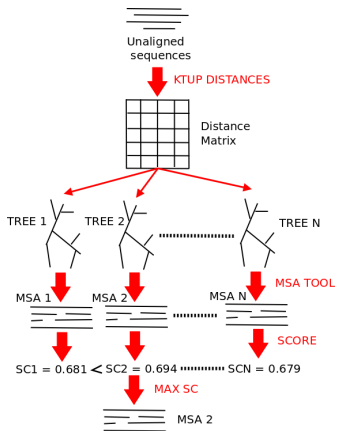 Unaligned
sequences
KTUP DISTANCES
Distance
Matrix
TREE 1
TREE 2
TREE N
MSA TOOL
MSA 1
MSA 2
MSA N
SCORE
SC1 = 0.681 < SC2 = 0.694
SCN = 0.679
MAX SC
MSA 2